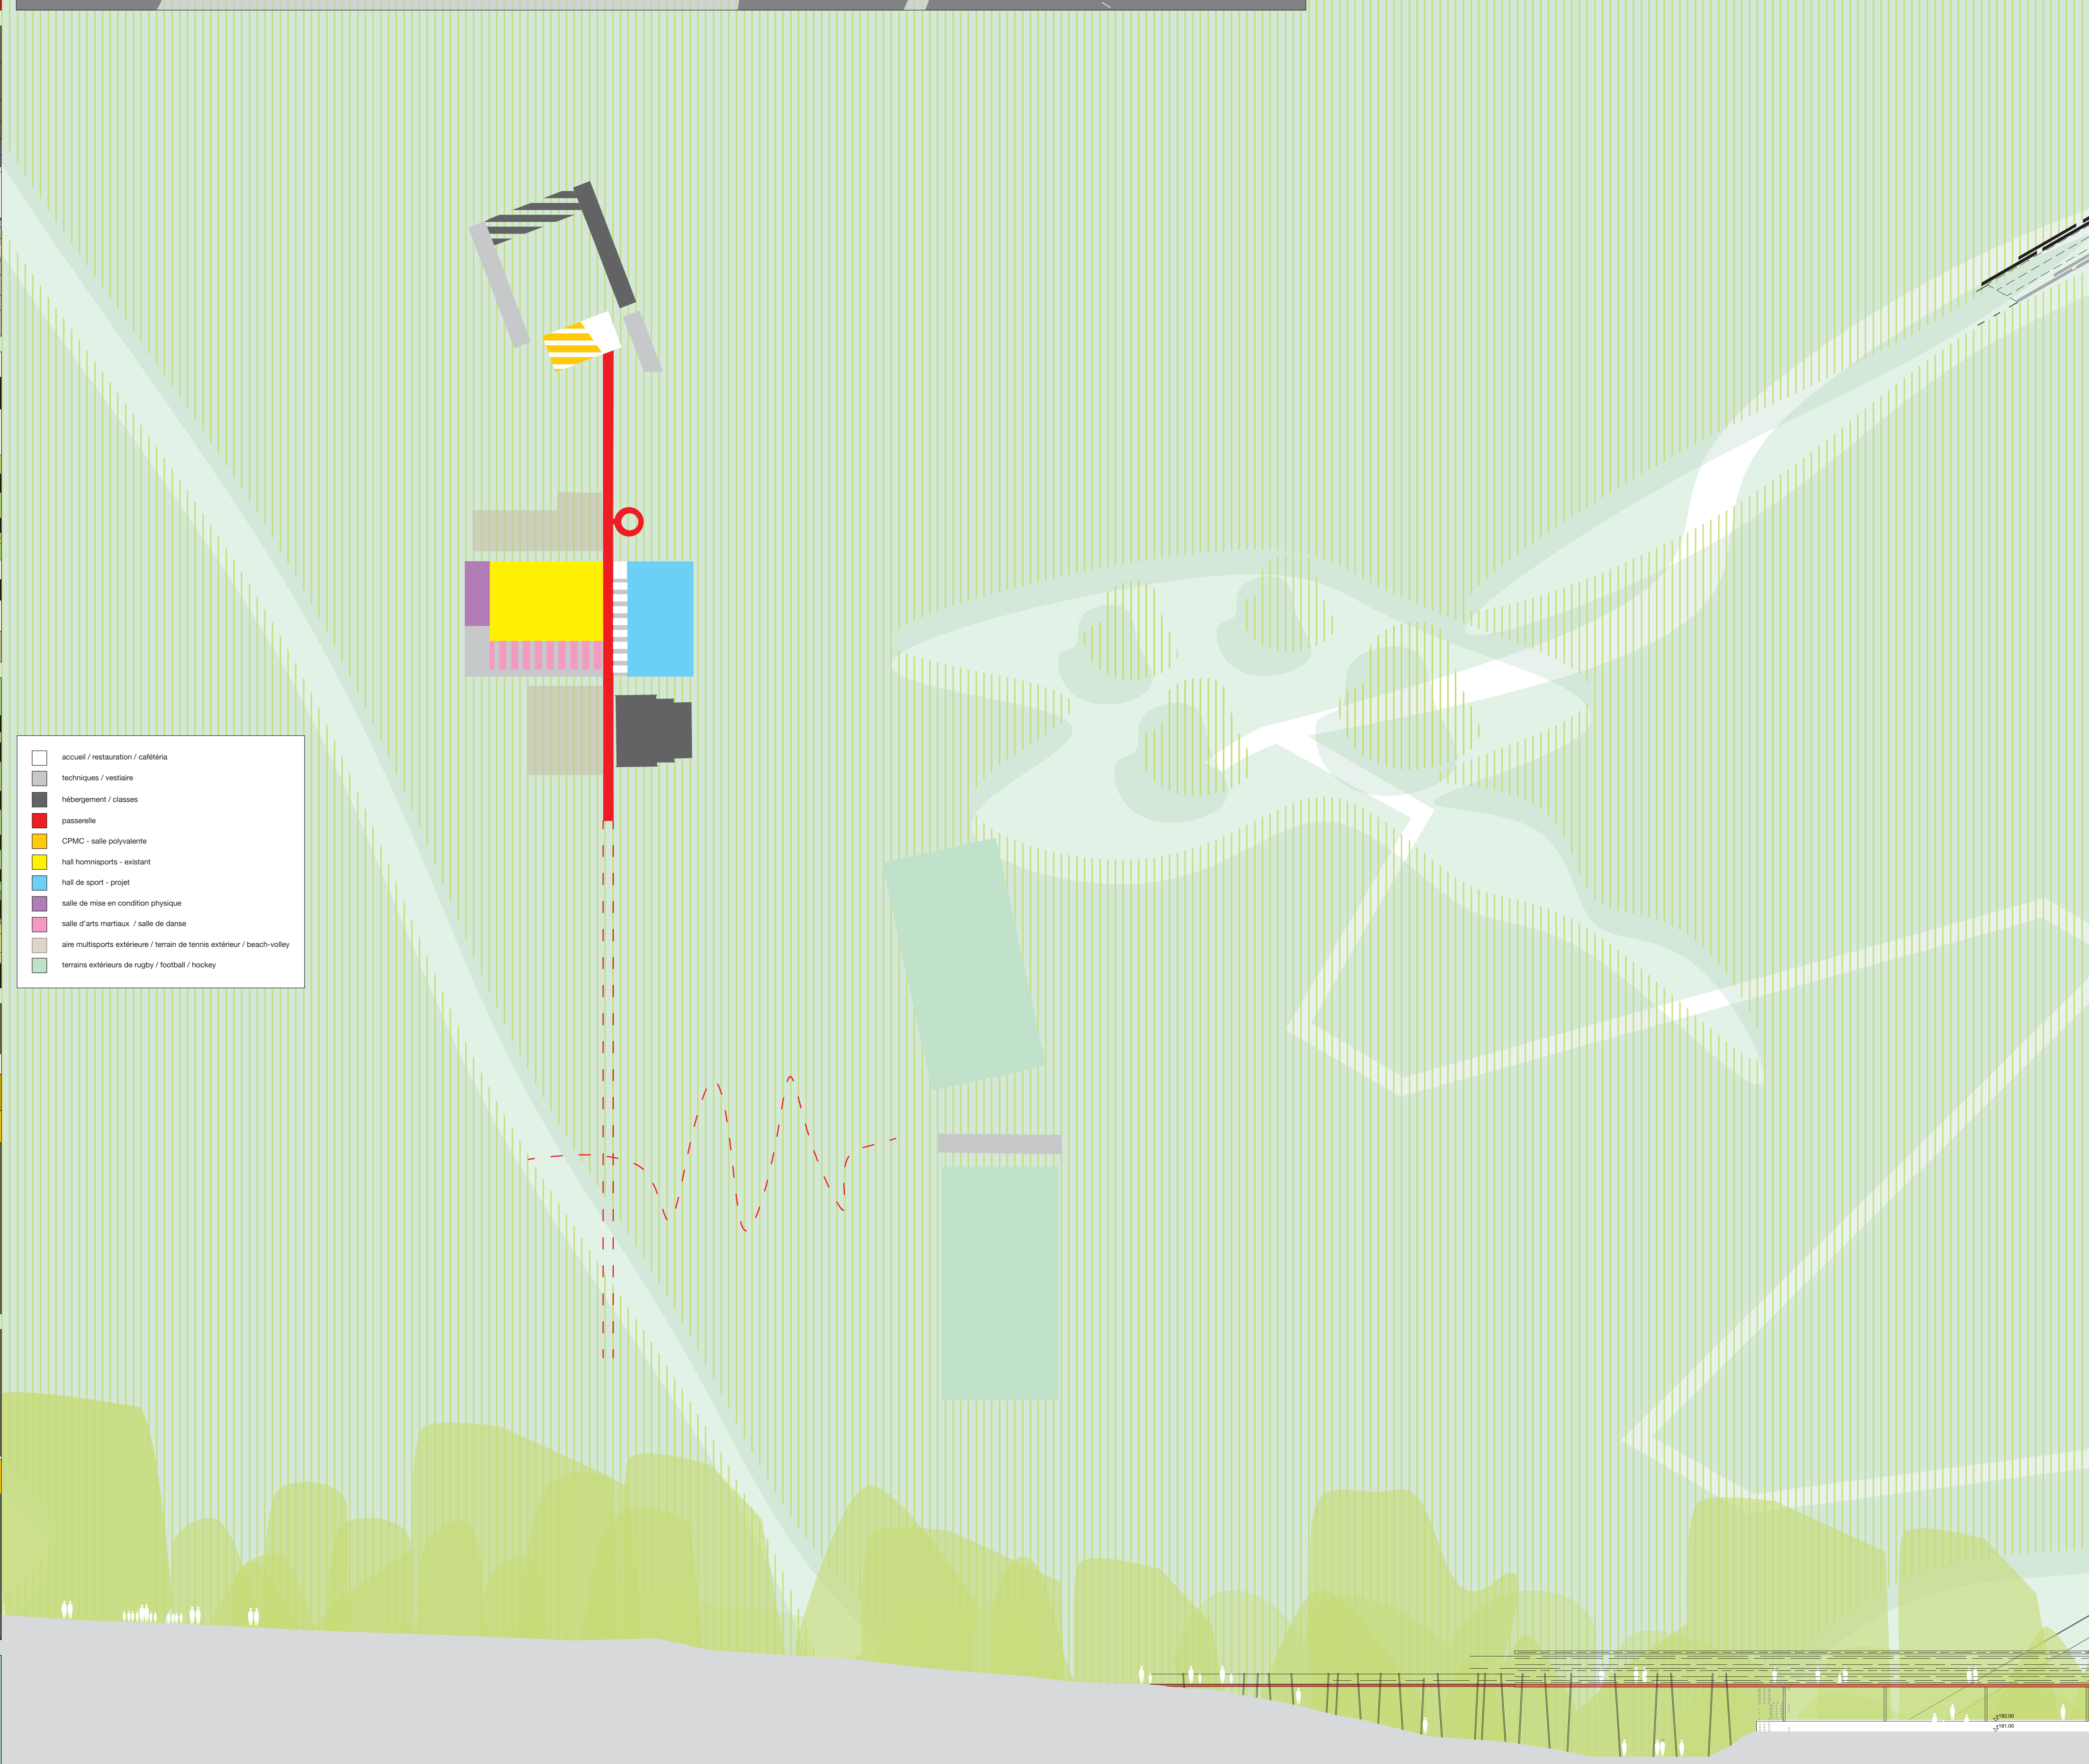 accueil / restauration / cafétéria
techniques / vestiaire
hébergement / classes
passerelle
CPMC - salle polyvalente
hall homnisports - existant
hall de sport - projet
salle de mise en condition physique
salle d'arts martiaux / salle de danse
aire multisports extérieure / terrain de tennis extérieur / beach-volley
terrains extérieurs de rugby / football / hockey
+182.00
+181.00